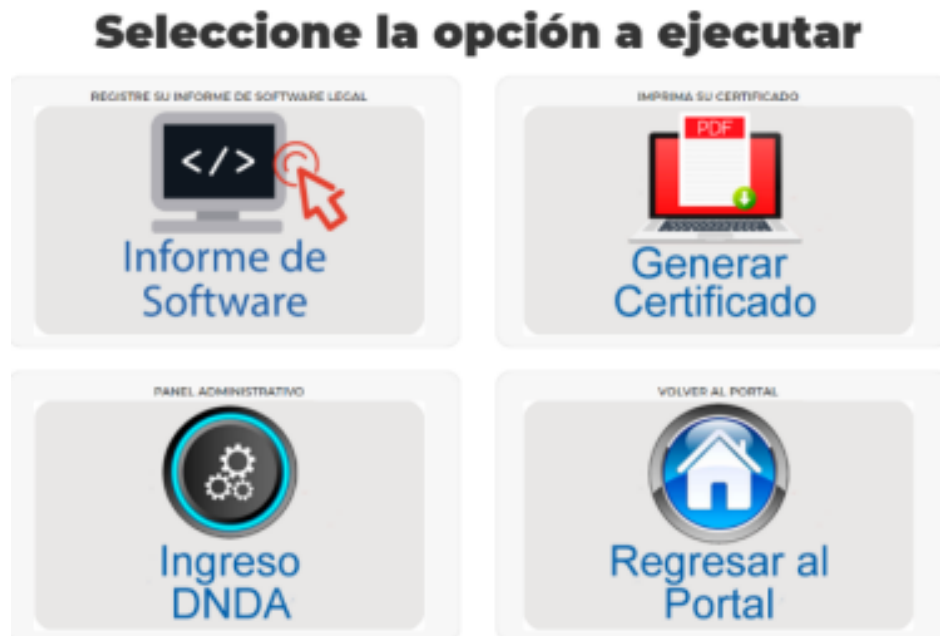 Seleccione la opción a ejecutar
REGISTRE SU INFORME DE SOFTWARE LEGAL
</>
Informe de
Software
IMPRIMA SU CERTIFICADO
PDF
Generar
Certificado
PANEL ADMINISTRATIVO
Ingreso
DNDA
VOLVER AL PORTAL
Regresar al
Portal